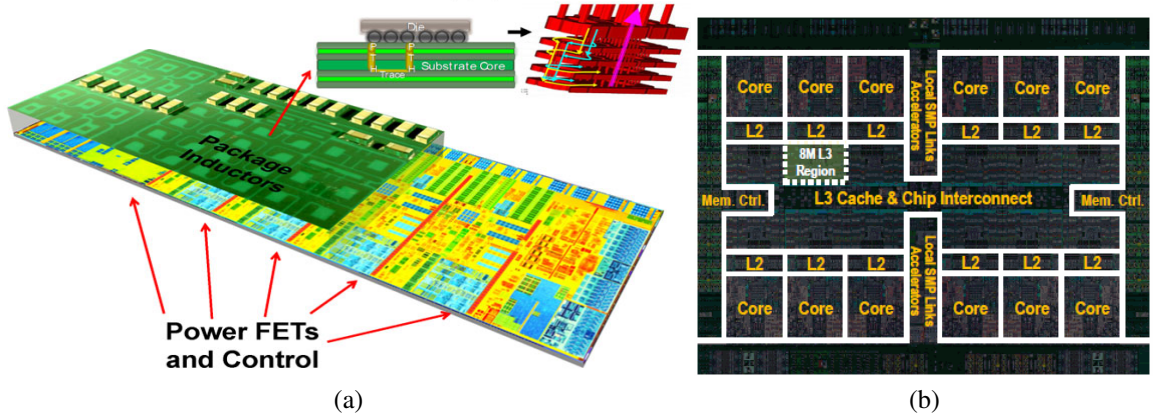 Die
P P
T T
H H
Substrate Core
Trace
Package
Inductors
Power FETs
and Control
(a)
Core Core Core
Local SMP Links
Accelerators
Core Core Core
L2 L2 L2
L2 L2 L2
8M L3
Region
Mem. Ctrl.
L3 Cache & Chip Interconnect
Mem. Ctrl.
L2 L2 L2
Local SMP Links
Accelerators
L2 L2 L2
Core Core Core
Core Core Core
(b)